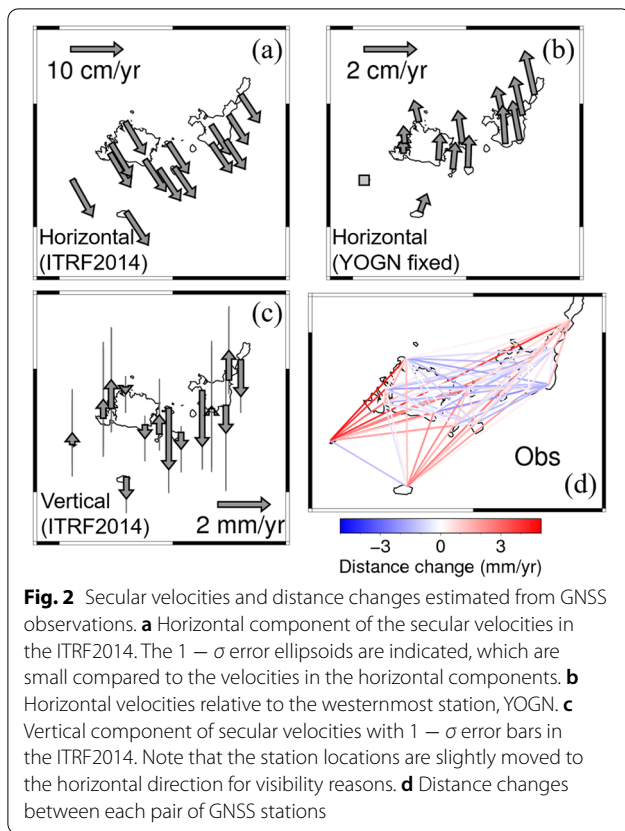 (a)
10 cm/yr
Horizontal
(ITRF2014)
(b)
2 cm/yr
Horizontal
(YOGN fixed)
(c)
Vertical
(ITRF2014)
2 mm/yr
Obs
(d)
−3 0 3
Distance change (mm/yr)
Fig. 2 Secular velocities and distance changes estimated from GNSS
observations. a Horizontal component of the secular velocities in
the ITRF2014. The 1 − σ error ellipsoids are indicated, which are
small compared to the velocities in the horizontal components. b
Horizontal velocities relative to the westernmost station, YOGN. c
Vertical component of secular velocities with 1 − σ error bars in
the ITRF2014. Note that the station locations are slightly moved to
the horizontal direction for visibility reasons. d Distance changes
between each pair of GNSS stations